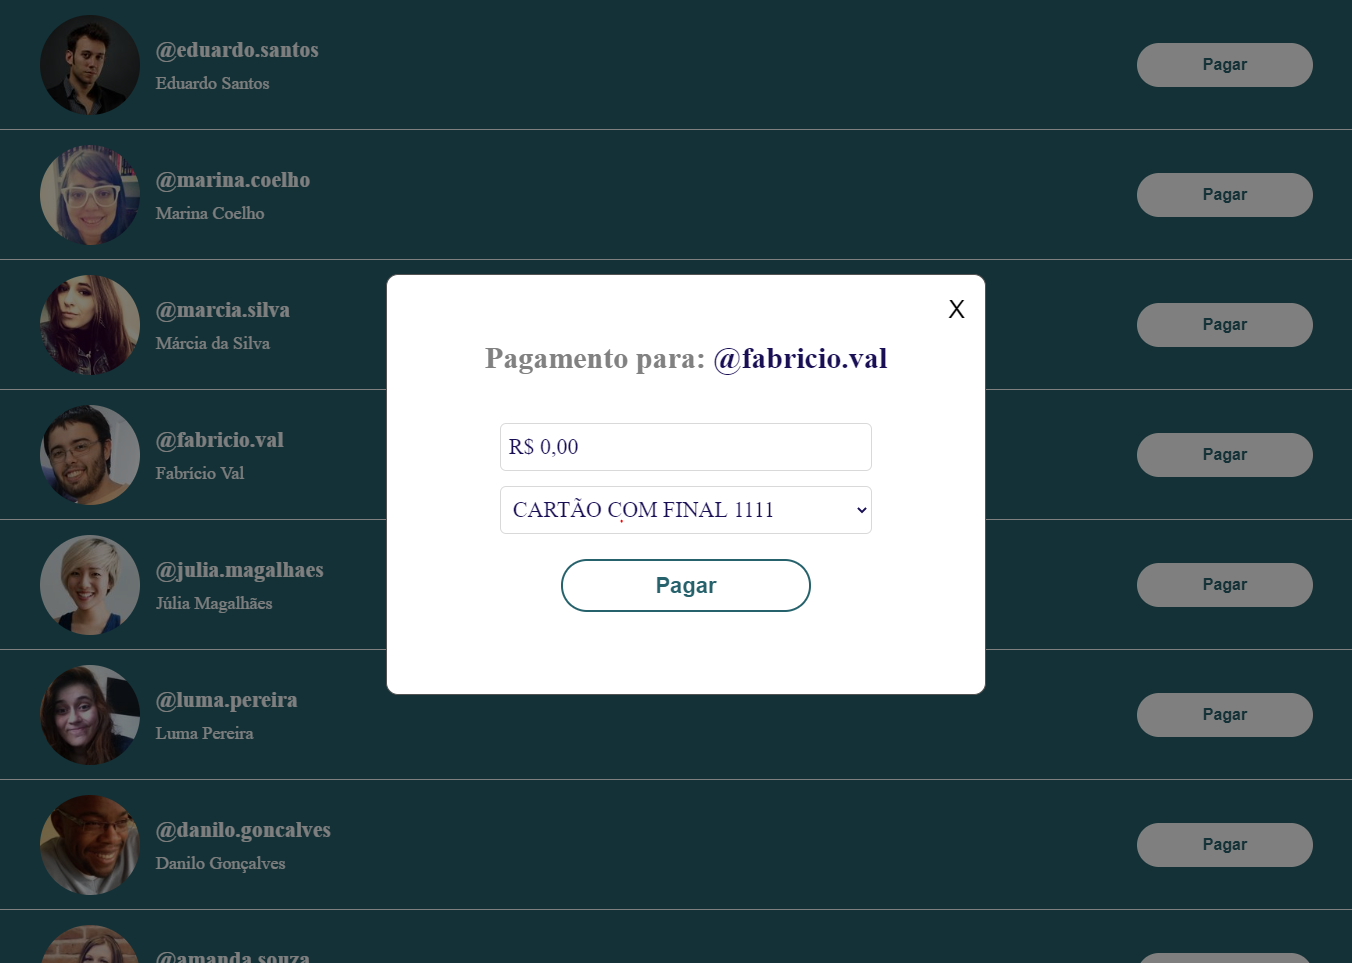 @eduardo.santos
Eduardo Santos
Pagar
@marina.coelho
Marina Coelho
Pagar
@marcia.silva
Márcia da Silva
Pagar
@fabricio.val
Fabrício Val
Pagar
@julia.magalhaes
Júlia Magalhães
Pagar
@luma.pereira
Luma Pereira
Pagar
@danilo.goncalves
Danilo Gonçalves
Pagar
@amanda.souza
X
Pagamento para: @fabricio.val
R$ 0,00
CARTÃO COM FINAL 1111
Pagar